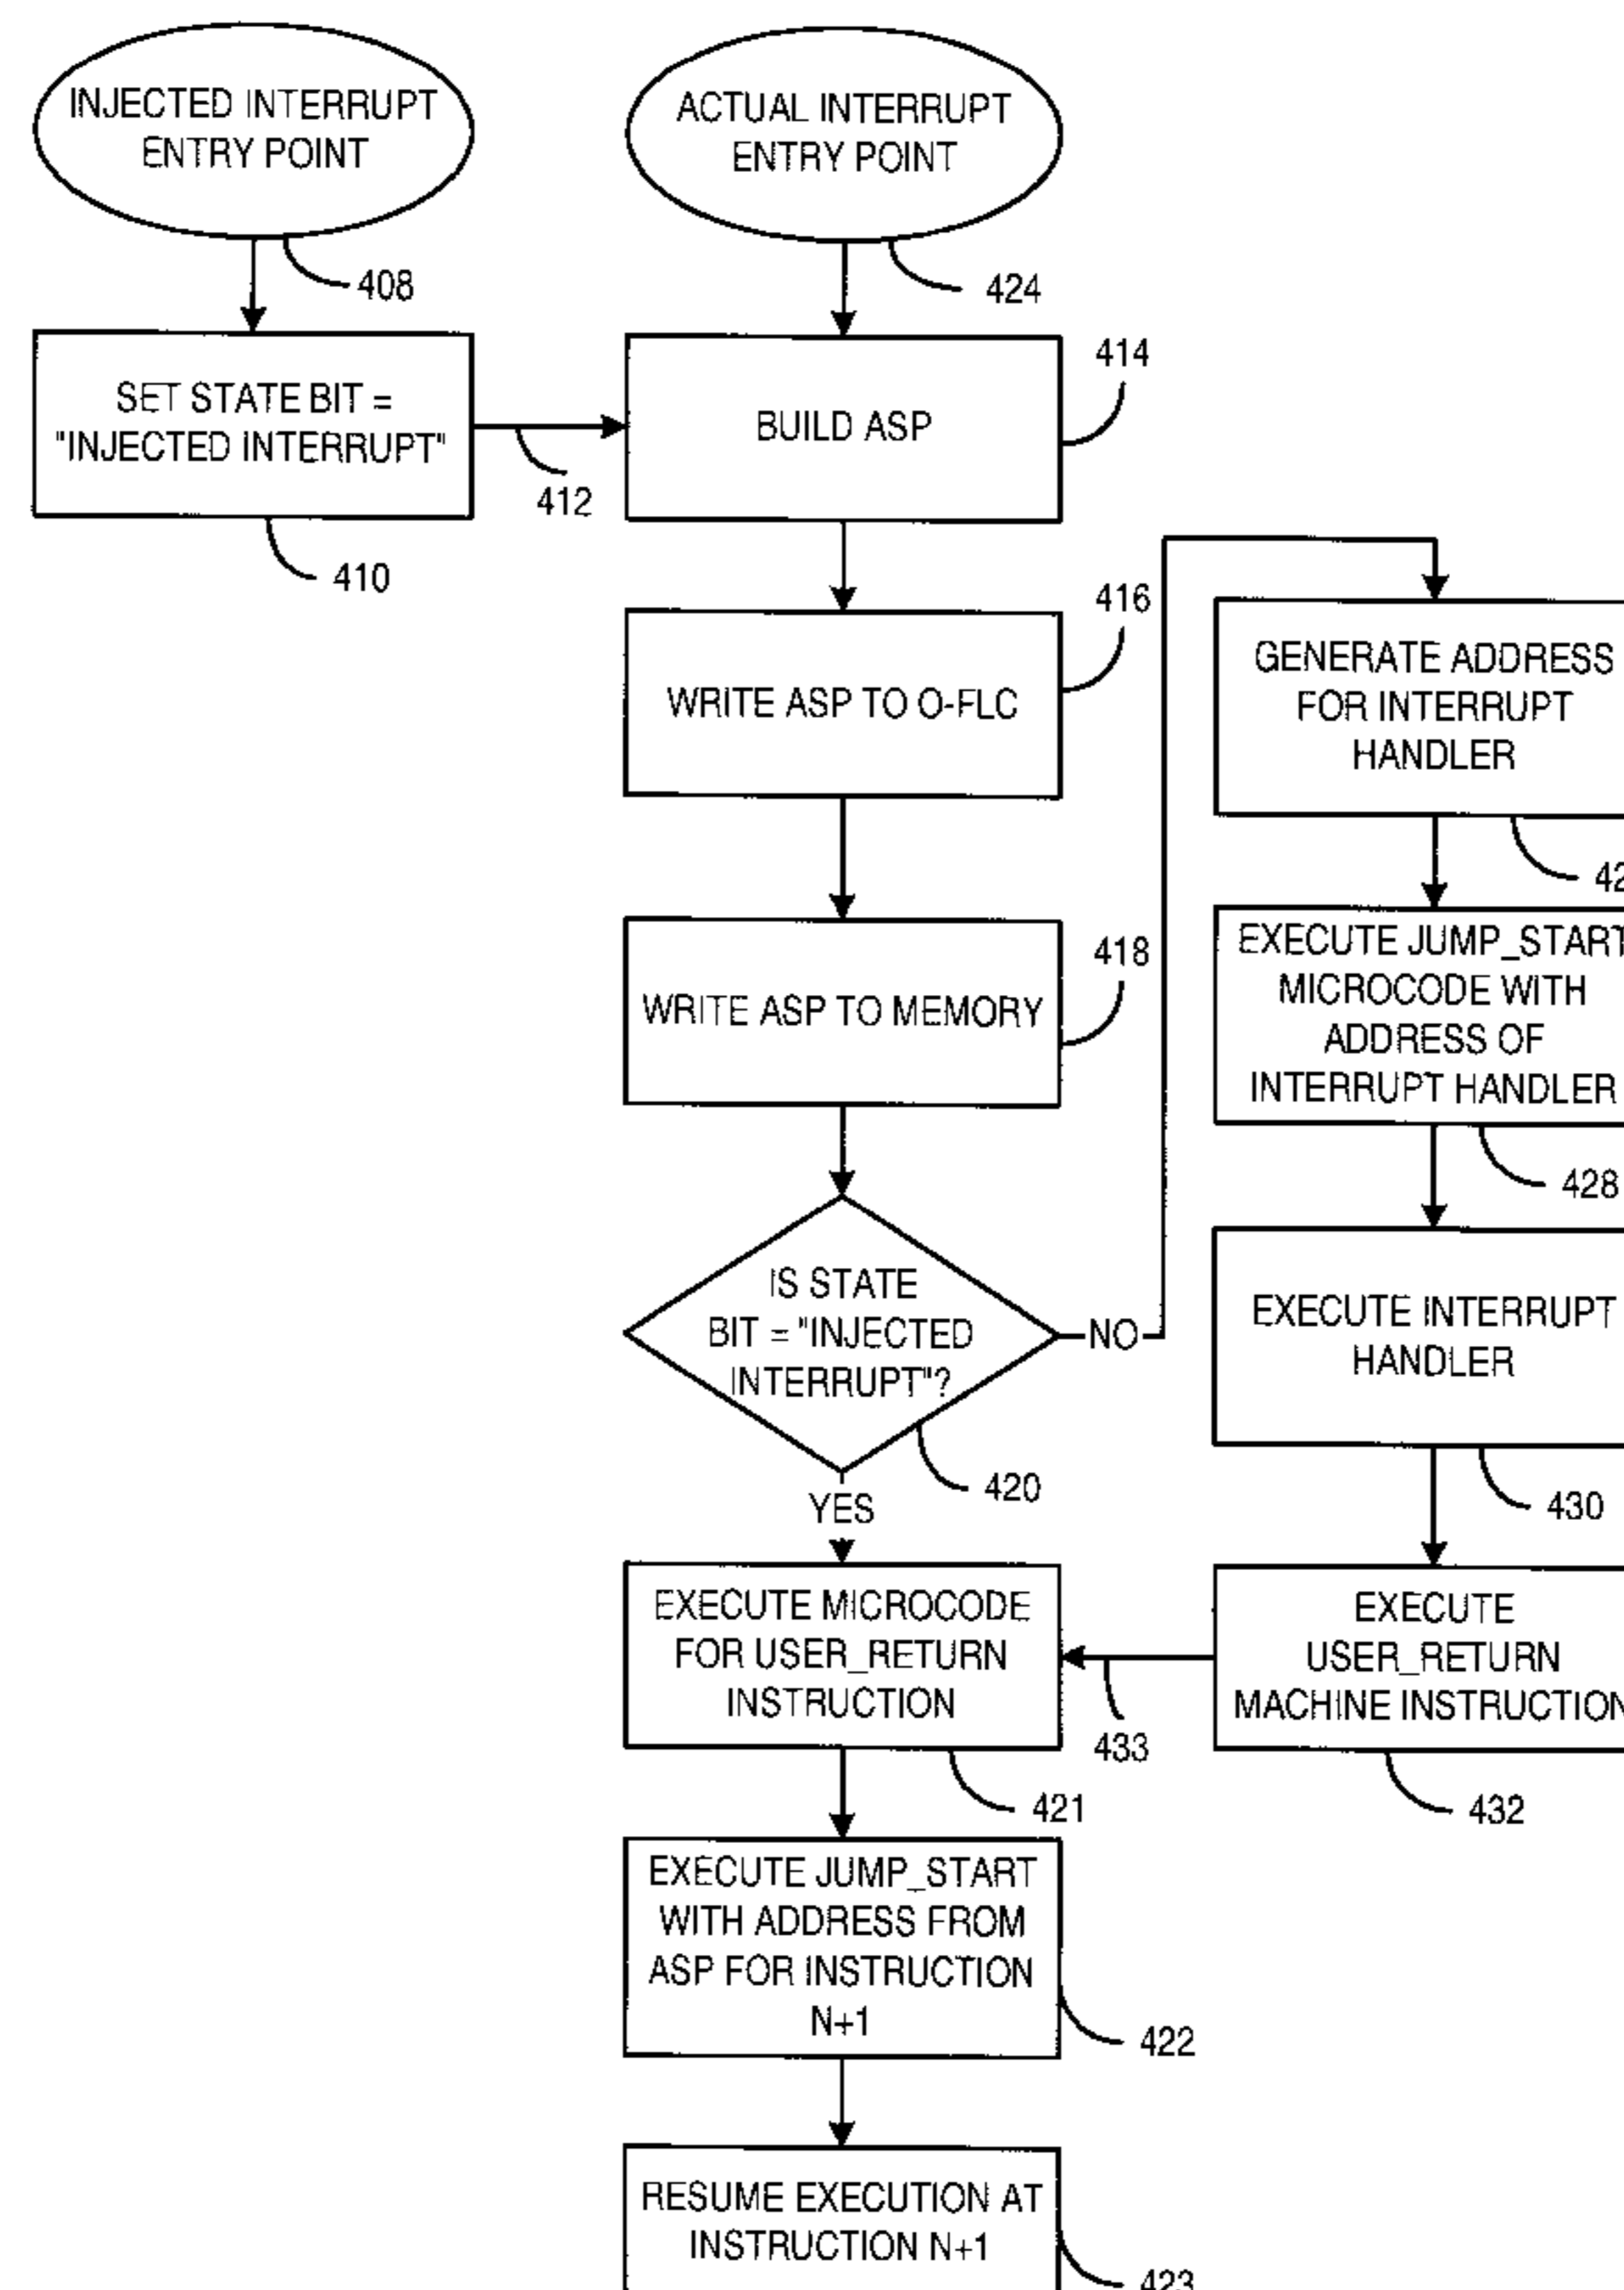 INJECTED INTERRUPT
ENTRY POINT
408
SET STATE BIT =
"INJECTED INTERRUPT"
410
412
ACTUAL INTERRUPT
ENTRY POINT
424
BUILD ASP
414
WRITE ASP TO O-FLC
416
WRITE ASP TO MEMORY
418
IS STATE
BIT = "INJECTED
INTERRUPT"?
NO
420
YES
EXECUTE MICROCODE
FOR USER_RETURN
INSTRUCTION
421
EXECUTE JUMP_START
WITH ADDRESS FROM
ASP FOR INSTRUCTION
N+1
422
RESUME EXECUTION AT
INSTRUCTION N+1
423
GENERATE ADDRESS
FOR INTERRUPT
HANDLER
EXECUTE JUMP_START
MICROCODE WITH
ADDRESS OF
INTERRUPT HANDLER
428
EXECUTE INTERRUPT
HANDLER
430
EXECUTE
USER_RETURN
MACHINE INSTRUCTION
432
433